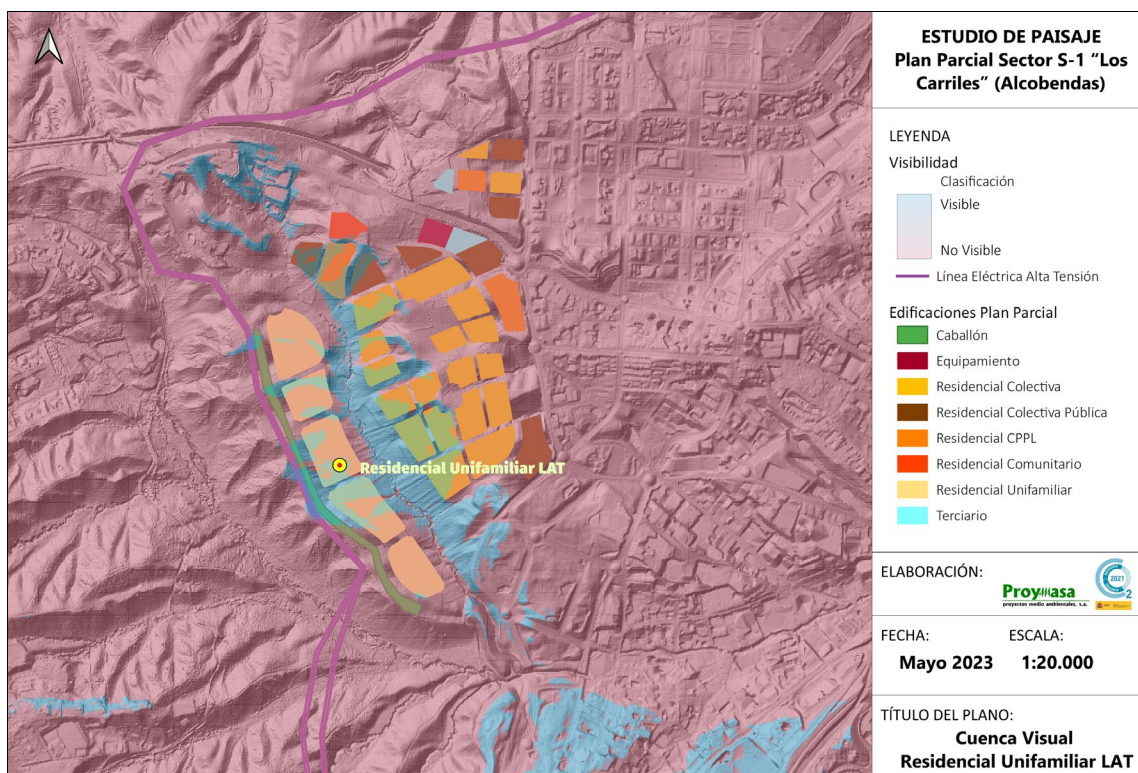 ESTUDIO DE PAISAJE
Plan Parcial Sector S-1 “Los
Carriles” (Alcobendas)
LEYENDA
Visibilidad
Clasificación
Visible
No Visible
Línea Eléctrica Alta Tensión
Edificaciones Plan Parcial
Caballón
Equipamiento
Residencial Colectiva
Residencial Colectiva Pública
Residencial CPPL
Residencial Comunitario
Residencial Unifamiliar
Terciario
Residencial Unifamiliar LAT
ELABORACIÓN:
Proymasa
proyectos medio ambientales, s.a.
2021
2
FECHA:
ESCALA:
Mayo 2023
1:20.000
TÍTULO DEL PLANO:
Cuenca Visual
Residencial Unifamiliar LAT